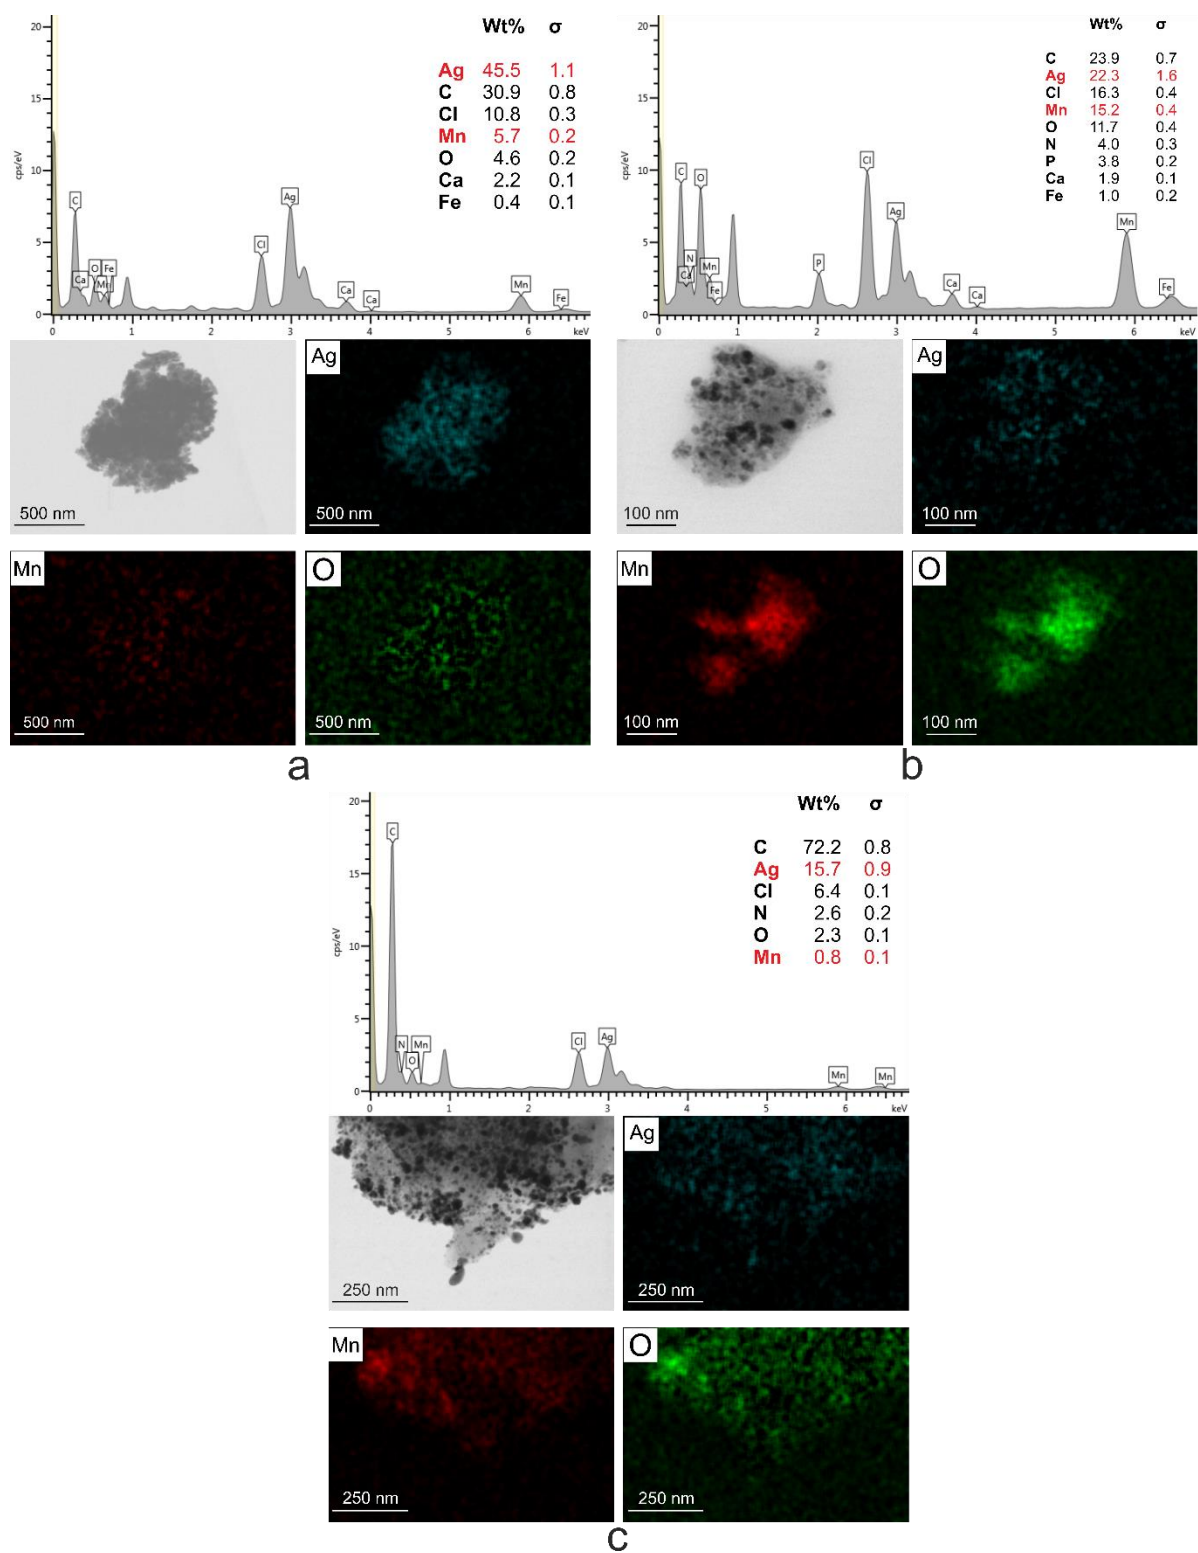 Wt% σ
Ag 45.5 1.1
C 30.9 0.8
Cl 10.8 0.3
Mn 5.7 0.2
O 4.6 0.2
Ca 2.2 0.1
Fe 0.4 0.1
20
15
10
5
0
cps/eV
C
Ca
O
Mn
Fe
Cl
Ag
Ca
Ca
Mn
Fe
0 1 2 3 4 5 6 keV
500 nm
Ag
500 nm
Mn
500 nm
O
500 nm
a
Wt% σ
C 23.9 0.7
Ag 22.3 1.6
Cl 16.3 0.4
Mn 15.2 0.4
O 11.7 0.4
N 4.0 0.3
P 3.8 0.2
Ca 1.9 0.1
Fe 1.0 0.2
20
15
10
5
0
cps/eV
C
O
N
Ca
Mn
Fe
P
Cl
Ag
Ca
Ca
Mn
Fe
0 1 2 3 4 5 6 keV
100 nm
Ag
100 nm
Mn
100 nm
O
100 nm
b
Wt% σ
C 72.2 0.8
Ag 15.7 0.9
Cl 6.4 0.1
N 2.6 0.2
O 2.3 0.1
Mn 0.8 0.1
20
15
10
5
0
cps/eV
C
N
Mn
O
Cl
Ag
Mn
Mn
0 1 2 3 4 5 6 keV
250 nm
Ag
250 nm
Mn
250 nm
O
250 nm
c